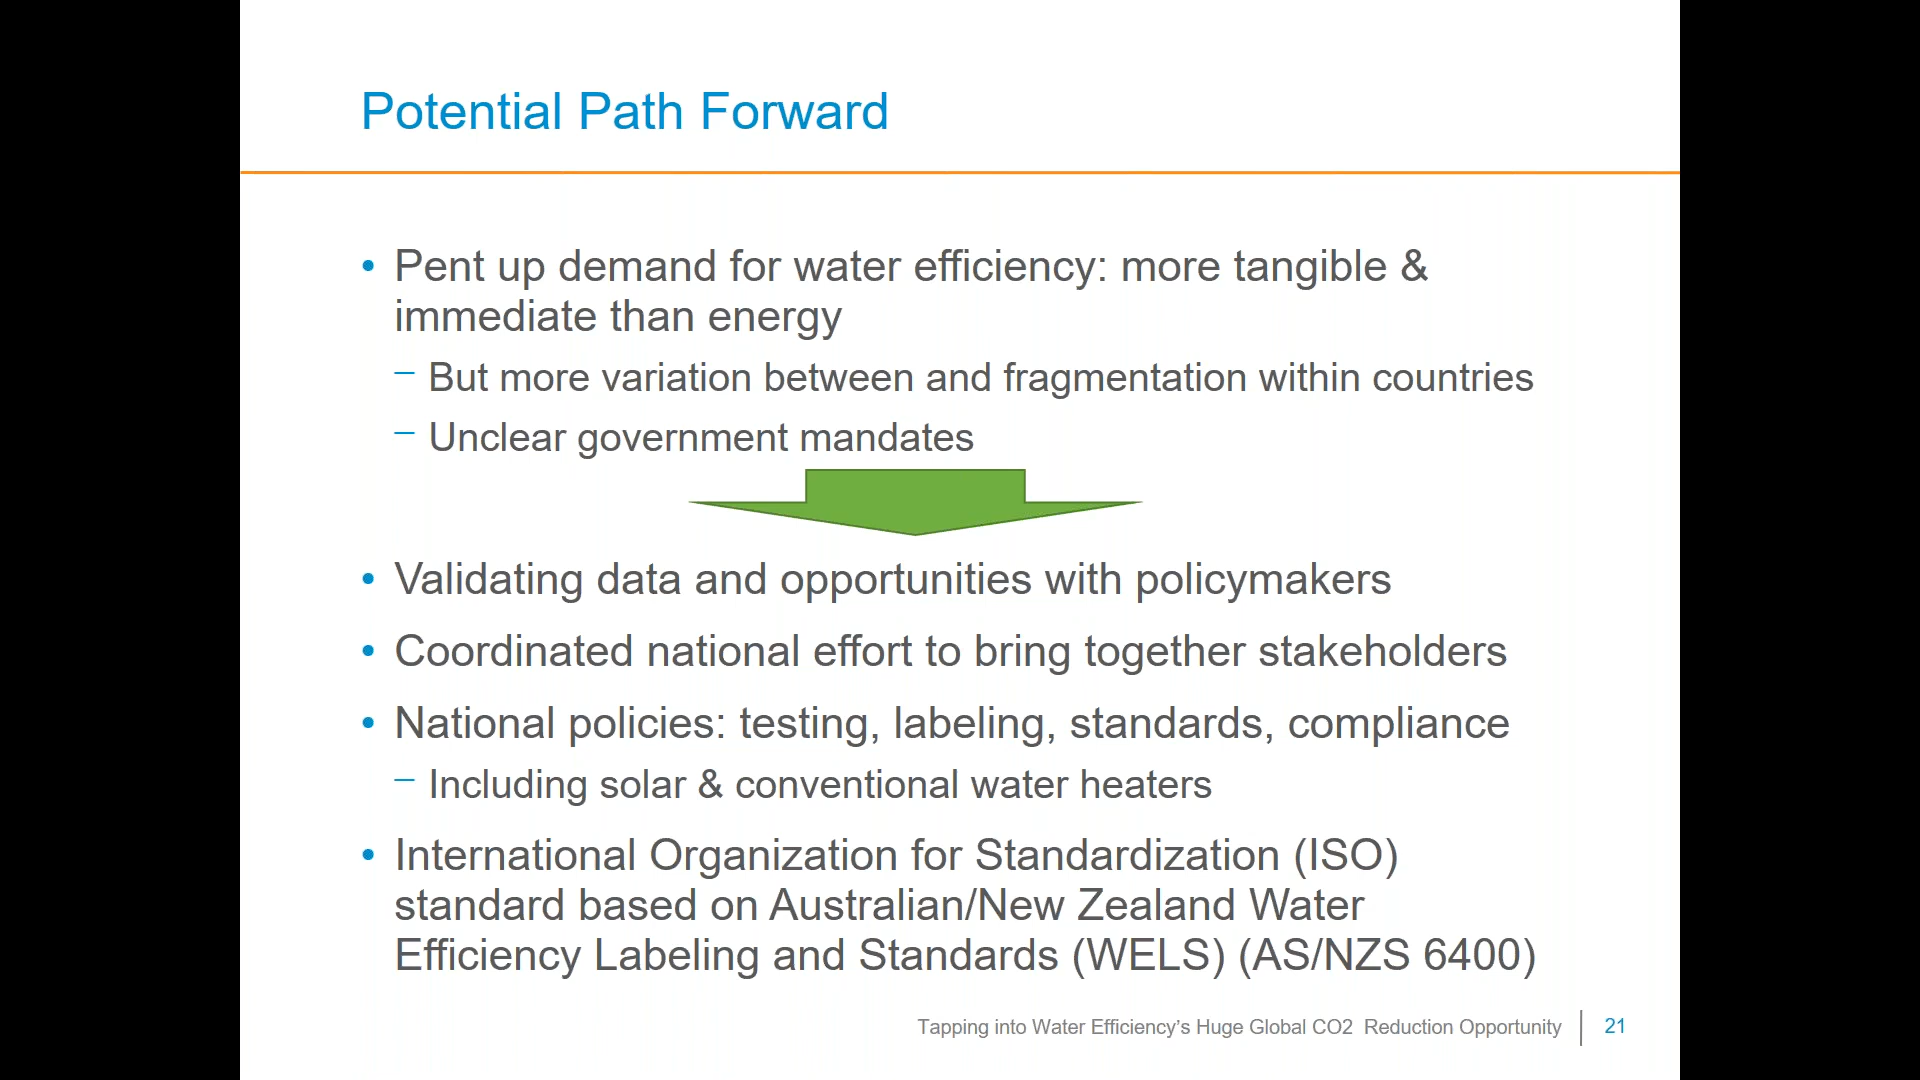 Potential Path Forward
• Pent up demand for water efficiency: more tangible &
immediate than energy
– But more variation between and fragmentation within countries
– Unclear government mandates
• Validating data and opportunities with policymakers
• Coordinated national effort to bring together stakeholders
• National policies: testing, labeling, standards, compliance
– Including solar & conventional water heaters
• International Organization for Standardization (ISO)
standard based on Australian/New Zealand Water
Efficiency Labeling and Standards (WELS) (AS/NZS 6400)
Tapping into Water Efficiency’s Huge Global CO2 Reduction Opportunity 21